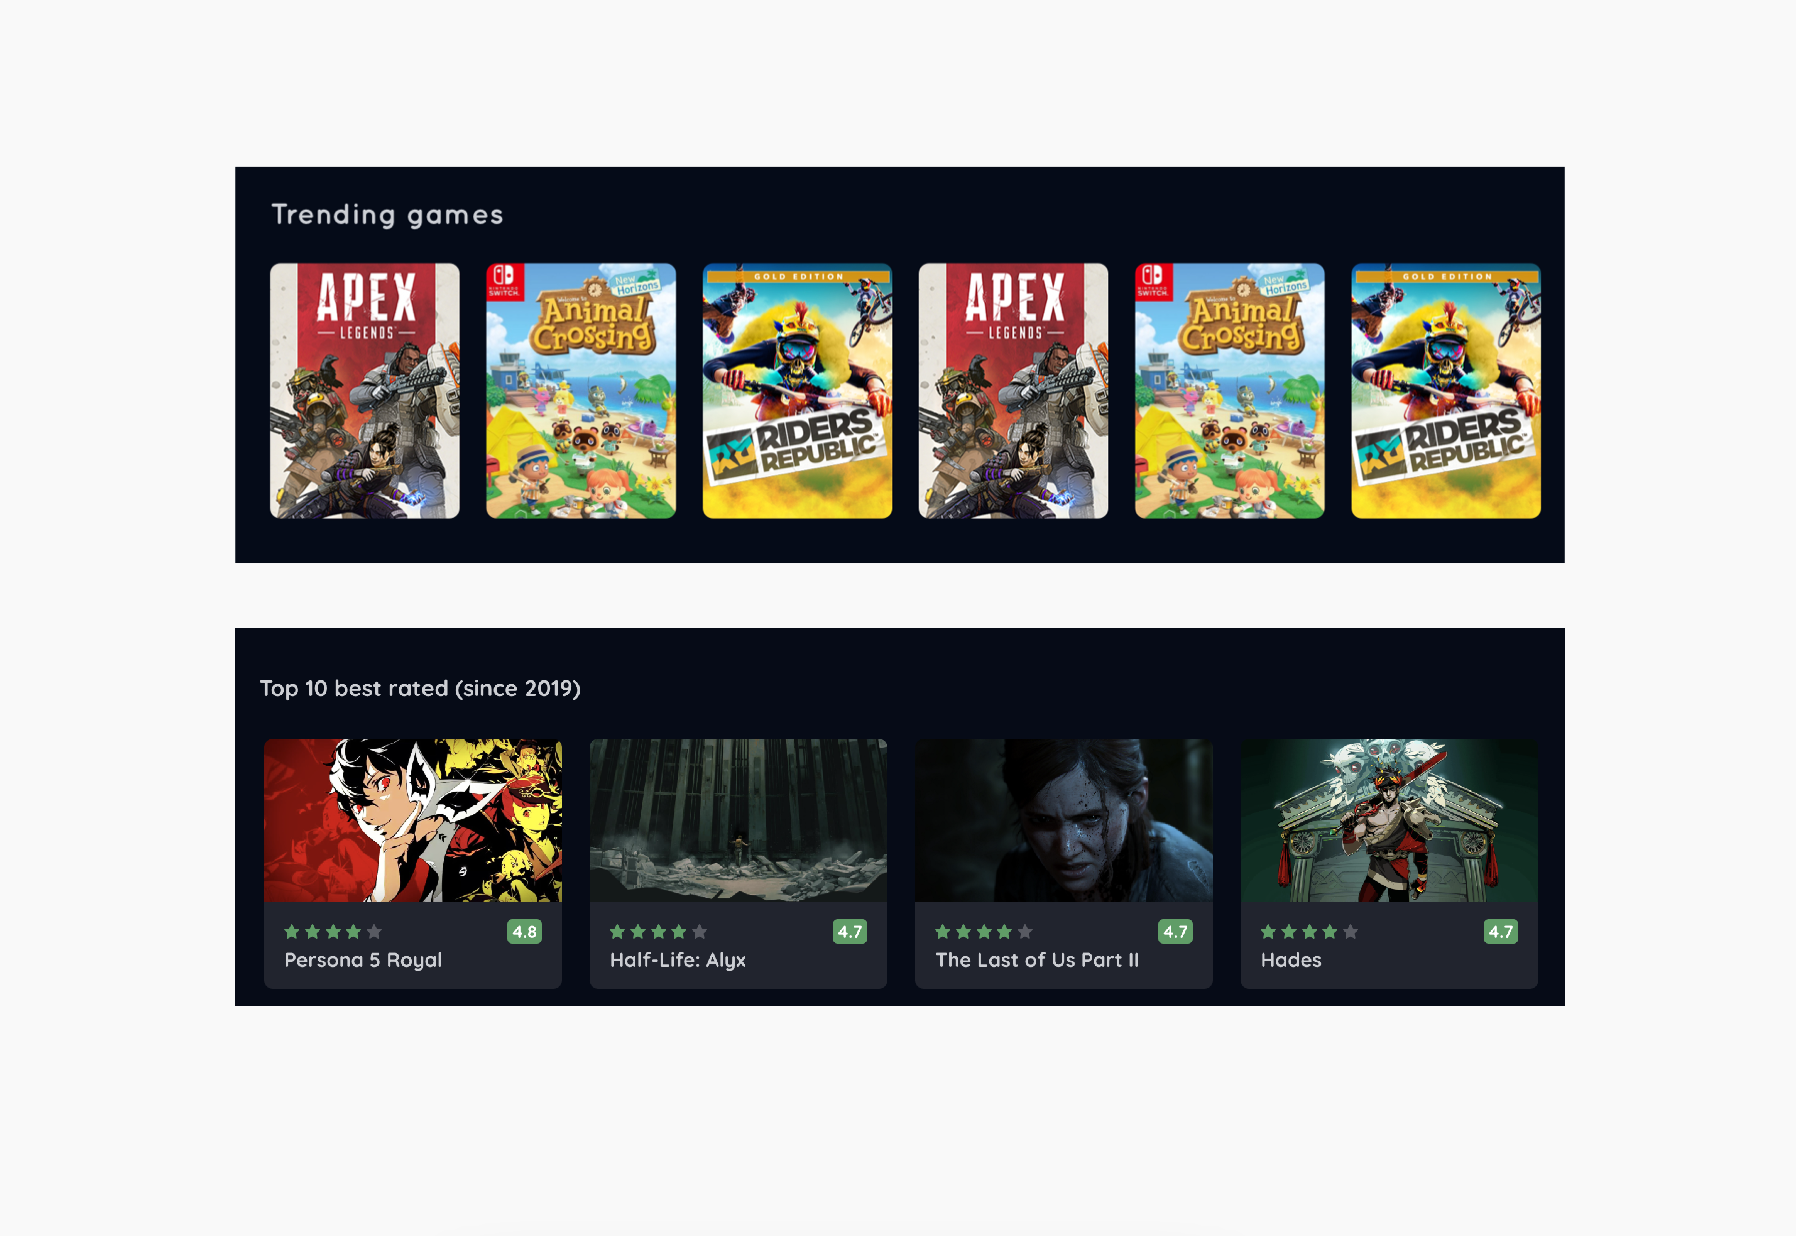 Trending games
APEX
LEGENDS
NINTENDO
SWITCH
New
Horizons
Welcome to
Animal
Crossing
GOLD EDITION
RIDERS
REPUBLIC
APEX
LEGENDS
NINTENDO
SWITCH
New
Horizons
Welcome to
Animal
Crossing
GOLD EDITION
RIDERS
REPUBLIC
Top 10 best rated (since 2019)
4.8
Persona 5 Royal
4.7
Half-Life: Alyx
4.7
The Last of Us Part II
4.7
Hades